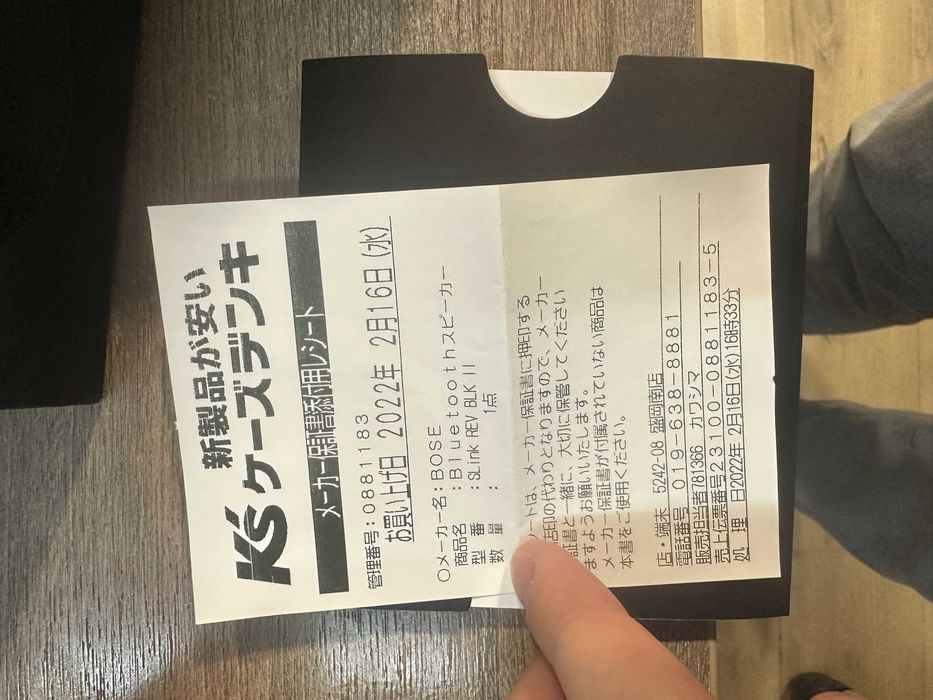 新製品が安い
K's ケーズデンキ
メーカー保証書添付用レシート
管理番号:0881183
お買い上げ日 2022年 2月16日(水)
○メーカー名:BOSE
商品名 :Bluetoothスピーカー
型番 :SLink REV BLK II
数量 : 1点
ートは、メーカー保証書に押印する
店印の代わりとなりますので、メーカー
証書と一緒に、大切に保管してください
ますようお願いいたします。
メーカー保証書が付属されていない商品は
本書をご使用ください。
店・端末 5242-08 盛岡南店
電話番号 019-638-8881
販売担当者781366 カワシマ
売上伝票番号23100-0881183-5
処理日2022年 2月16日(水)16時33分